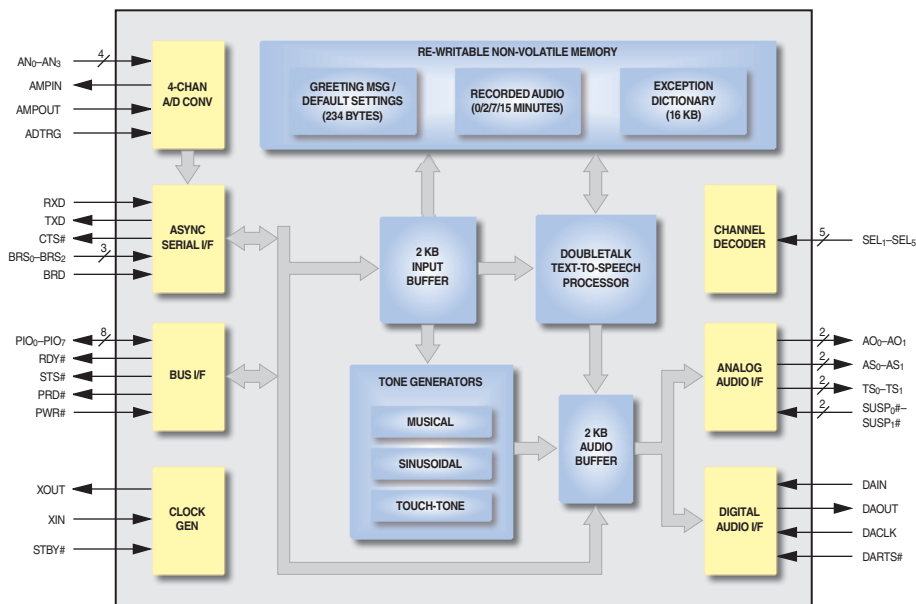 RE-WRITABLE NON-VOLATILE MEMORY
GREETING MSG /
DEFAULT SETTINGS
(234 BYTES)
RECORDED AUDIO
(0/2/7/15 MINUTES)
EXCEPTION
DICTIONARY
(16 KB)
AN0–AN3
4
AMPIN
AMPOUT
ADTRG
4-CHAN
A/D CONV
RXD
TXD
CTS#
BRS0–BRS2
3
BRD
ASYNC
SERIAL I/F
2 KB
INPUT
BUFFER
DOUBLETALK
TEXT-TO-SPEECH
PROCESSOR
CHANNEL
DECODER
5
SEL1–SEL5
PIO0–PIO7
8
RDY#
STS#
PRD#
PWR#
BUS I/F
TONE GENERATORS
MUSICAL
SINUSOIDAL
TOUCH-TONE
2 KB
AUDIO
BUFFER
ANALOG
AUDIO I/F
2
AO0–AO1
2
AS0–AS1
2
TS0–TS1
2
SUSP0#–
SUSP1#
XOUT
XIN
STBY#
CLOCK
GEN
DIGITAL
AUDIO I/F
DAIN
DAOUT
DACLK
DARTS#